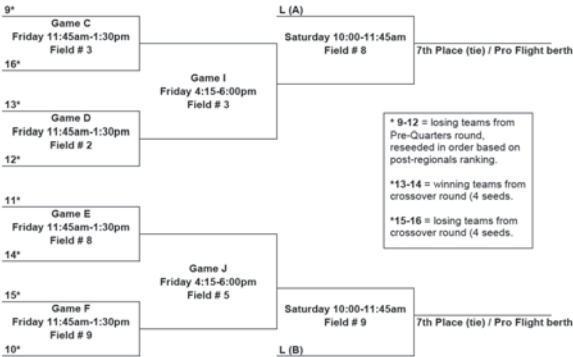 9*
Game C
Friday 11:45am-1:30pm
Field # 3
16*
13*
Game D
Friday 11:45am-1:30pm
Field # 2
12*
Game I
Friday 4:15-6:00pm
Field # 3
L (A)
Saturday 10:00-11:45am
Field # 8
7th Place (tie) / Pro Flight berth
* 9-12 = losing teams from
Pre-Quarters round,
reseeded in order based on
post-regionals ranking.
*13-14 = winning teams from
crossover round (4 seeds.
*15-16 = losing teams from
crossover round (4 seeds.
11*
Game E
Friday 11:45am-1:30pm
Field # 8
14*
15*
Game F
Friday 11:45am-1:30pm
Field # 9
10*
Game J
Friday 4:15-6:00pm
Field # 5
Saturday 10:00-11:45am
Field # 9
L (B)
7th Place (tie) / Pro Flight berth